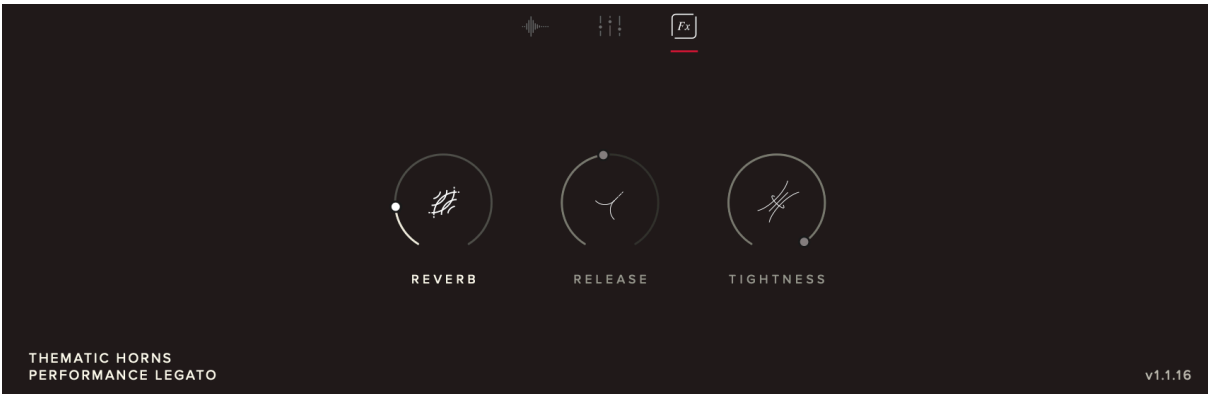 Fx
REVERB
RELEASE
TIGHTNESS
THEMATIC HORNS
PERFORMANCE LEGATO
v1.1.16